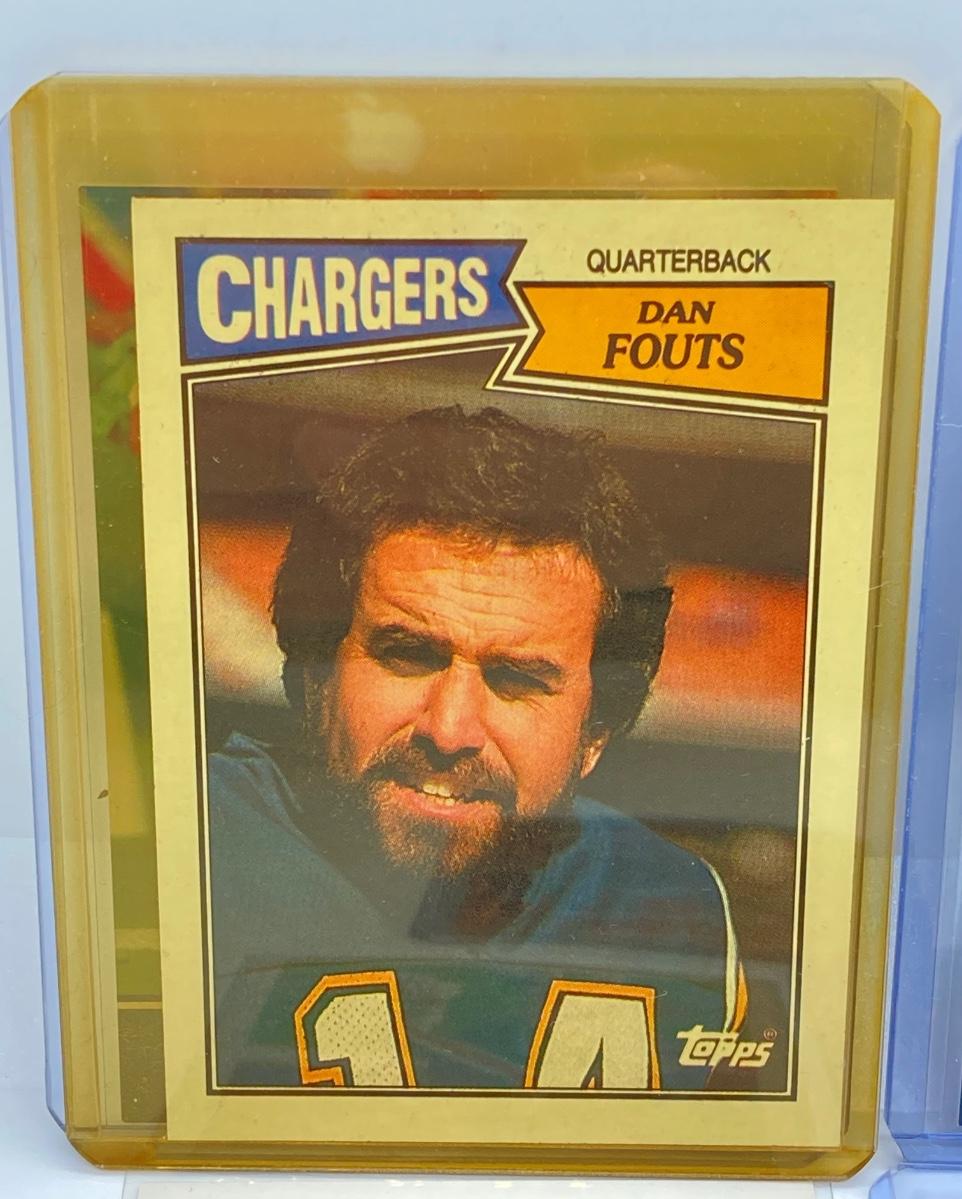 CHARGERS
QUARTERBACK
DAN
FOUTS
14
TOPPS®